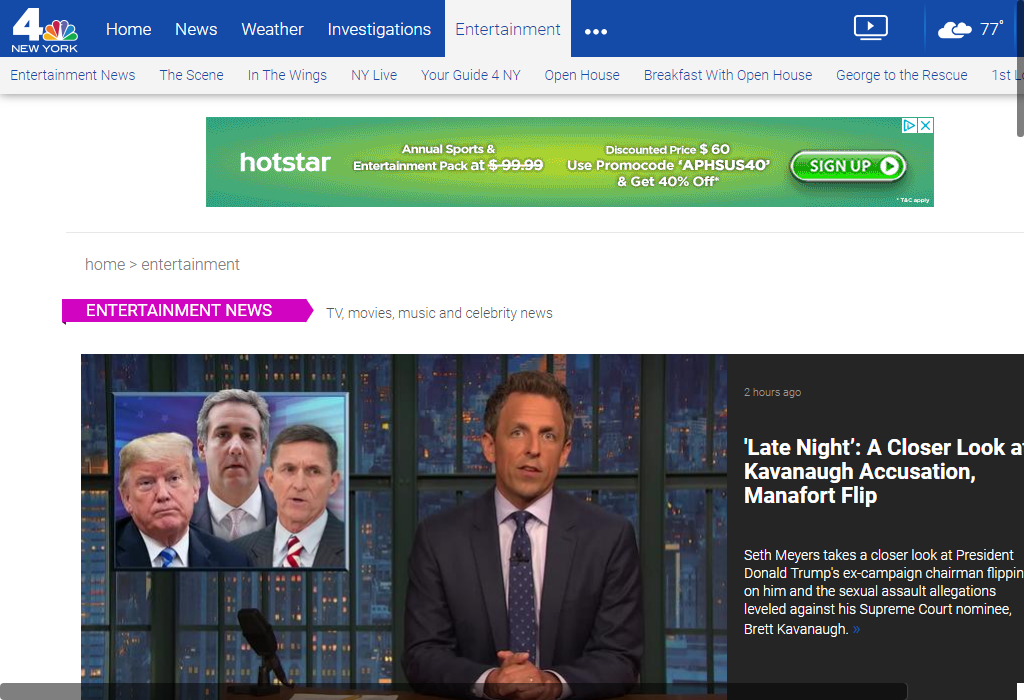 4
NEW YORK
Home
News
Weather
Investigations
Entertainment
77°
Entertainment News
The Scene
In The Wings
NY Live
Your Guide 4 NY
Open House
Breakfast With Open House
George to the Rescue
1st Lo
hotstar
Annual Sports &
Entertainment Pack at $ 99.99
Discounted Price $ 60
Use Promocode 'APHSUS40'
& Get 40% Off*
SIGN UP
* T&C apply
home > entertainment
ENTERTAINMENT NEWS
TV, movies, music and celebrity news
2 hours ago
'Late Night': A Closer Look at
Kavanaugh Accusation,
Manafort Flip
Seth Meyers takes a closer look at President
Donald Trump's ex-campaign chairman flippin
on him and the sexual assault allegations
leveled against his Supreme Court nominee,
Brett Kavanaugh. »